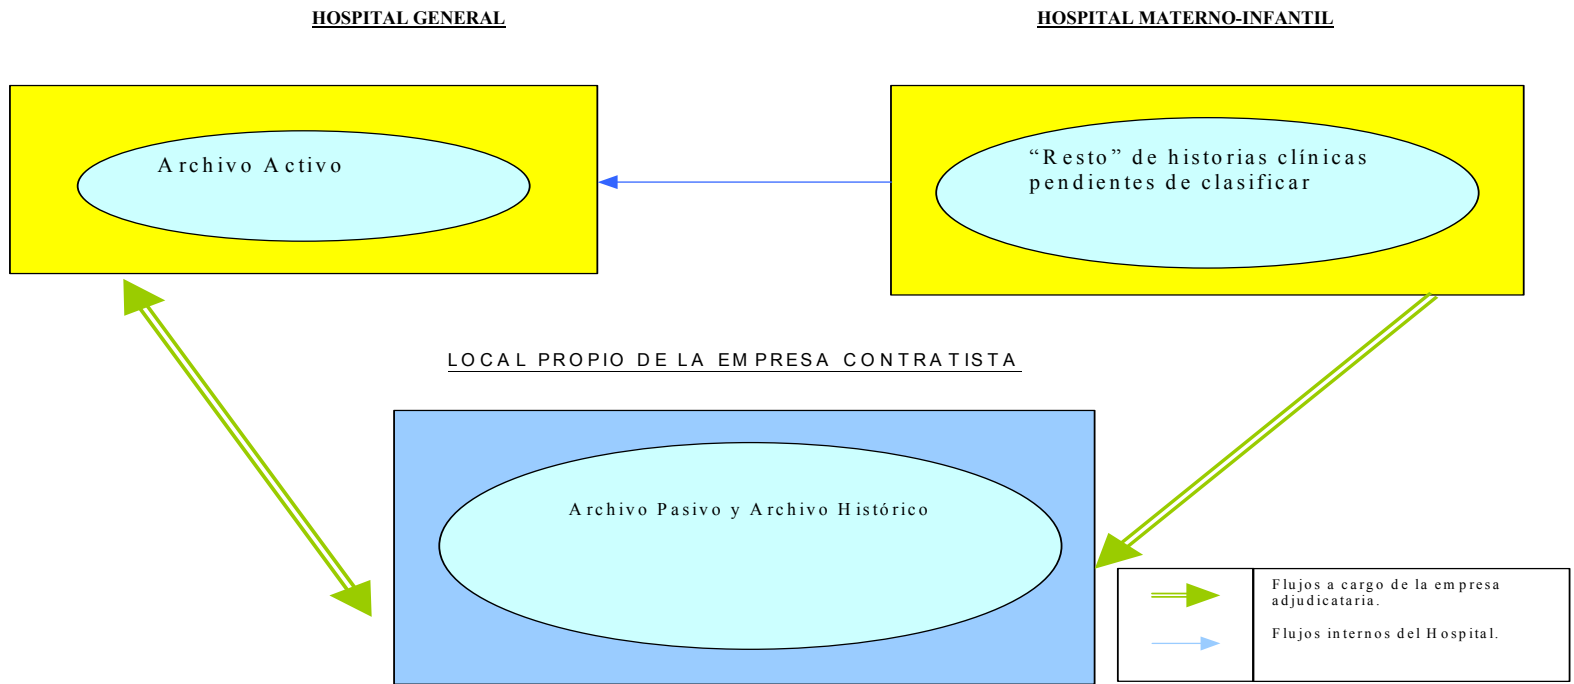 HOSPITAL GENERAL
HOSPITAL MATERNO-INFANTIL
Archivo Activo
“Resto” de historias clínicas
pendientes de clasificar
LOCAL PROPIO DE LA EMPRESA CONTRATISTA
Archivo Pasivo y Archivo Histórico
Flujos a cargo de la empresa
adjudicataria.
Flujos internos del Hospital.